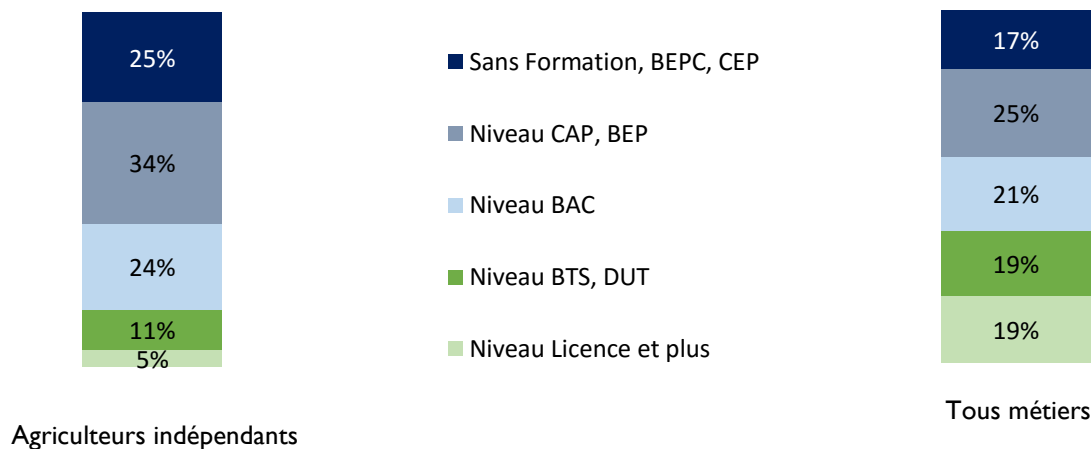 25%
34%
24%
11%
5%
Agriculteurs indépendants
Sans Formation, BEPC, CEP
Niveau CAP, BEP
Niveau BAC
Niveau BTS, DUT
Niveau Licence et plus
17%
25%
21%
19%
19%
Tous métiers